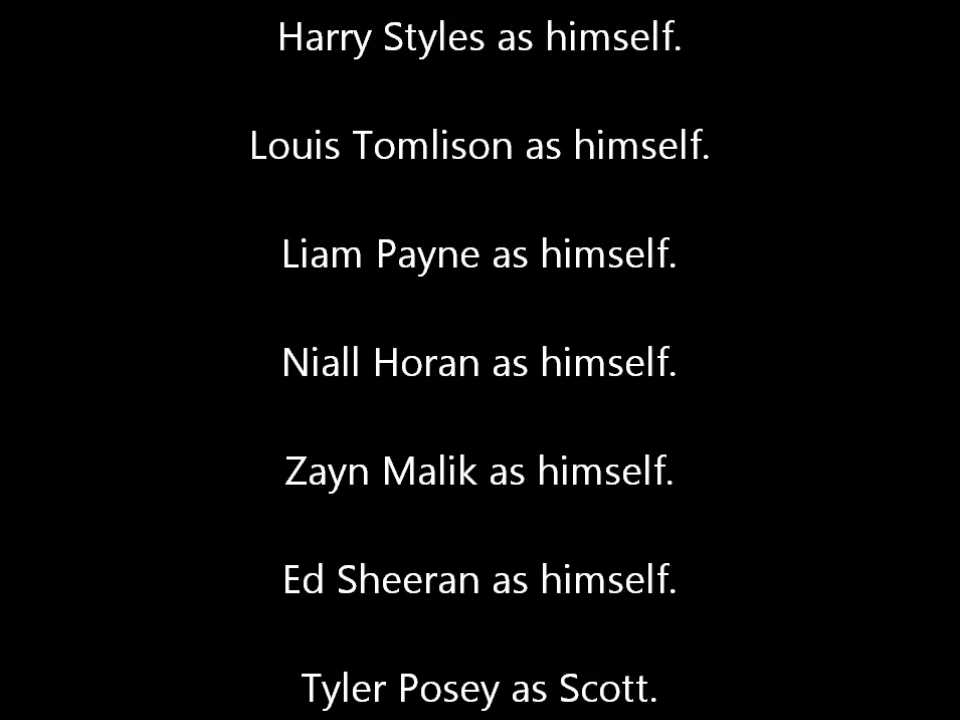 Harry Styles as himself.
Louis Tomlison as himself.
Liam Payne as himself.
Niall Horan as himself.
Zayn Malik as himself.
Ed Sheeran as himself.
Tyler Posey as Scott.